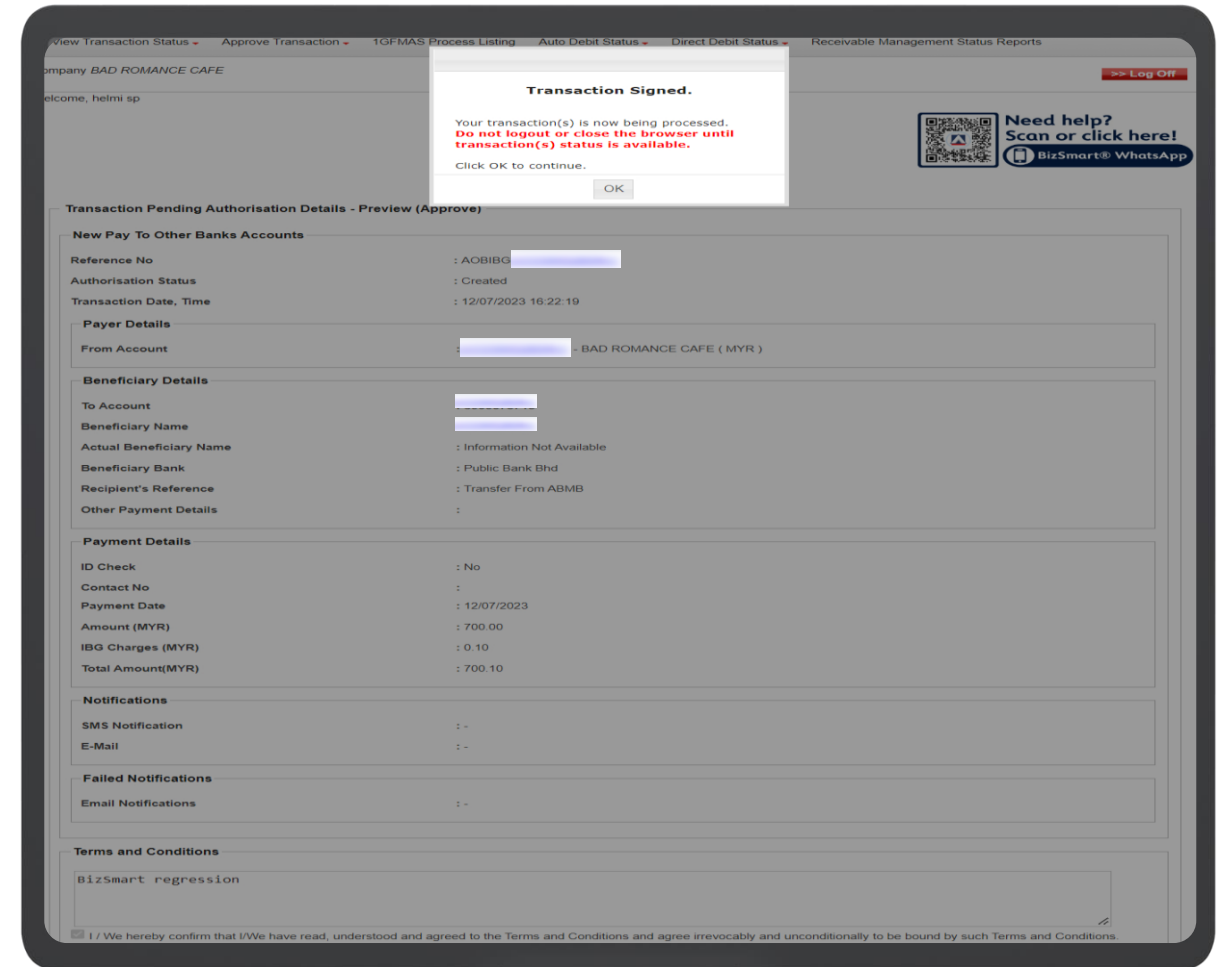 View Transaction Status Approve Transaction 1GFMAS Process Listing Auto Debit Status Direct Debit Status Receivable Management Status Reports
ompany BAD ROMANCE CAFE
>> Log Off
elcome, helmi sp
Transaction Signed.
Your transaction(s) is now being processed.
Do not logout or close the browser until
transaction(s) status is available.
Click OK to continue.
OK
Need help?
Scan or click here!
BizSmart® WhatsApp
Transaction Pending Authorisation Details - Preview (Approve)
New Pay To Other Banks Accounts
Reference No : AOBIBG
Authorisation Status : Created
Transaction Date, Time : 12/07/2023 16:22:19
Payer Details
From Account : - BAD ROMANCE CAFE ( MYR )
Beneficiary Details
To Account
Beneficiary Name
Actual Beneficiary Name : Information Not Available
Beneficiary Bank : Public Bank Bhd
Recipient's Reference : Transfer From ABMB
Other Payment Details :
Payment Details
ID Check : No
Contact No :
Payment Date : 12/07/2023
Amount (MYR) : 700.00
IBG Charges (MYR) : 0.10
Total Amount(MYR) : 700.10
Notifications
SMS Notification : -
E-Mail : -
Failed Notifications
Email Notifications : -
Terms and Conditions
BizSmart regression
I / We hereby confirm that I/We have read, understood and agreed to the Terms and Conditions and agree irrevocably and unconditionally to be bound by such Terms and Conditions.